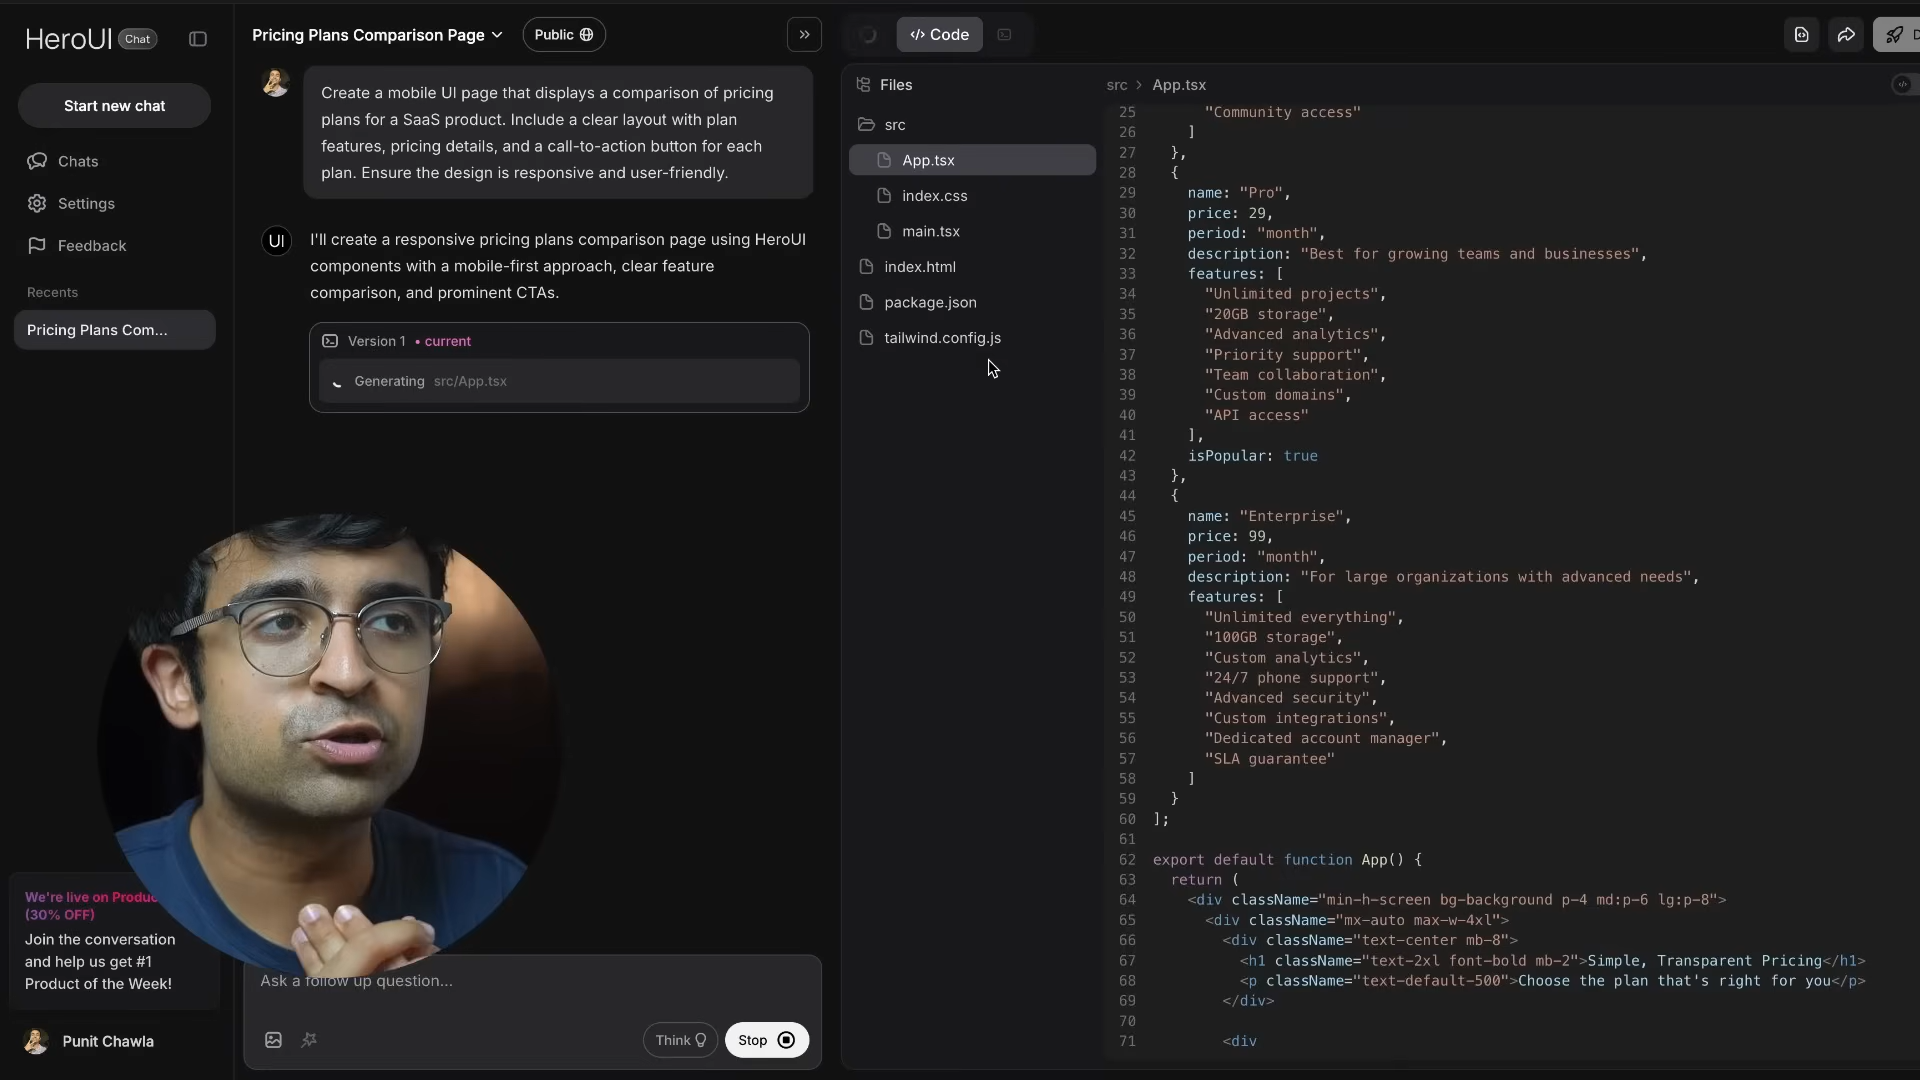 HeroUI Chat
Start new chat
Chats
Settings
Feedback
Recents
Pricing Plans Com...
We're live on Produc
(30% OFF)
Join the conversation
and help us get #1
Product of the Week!
Punit Chawla
Pricing Plans Comparison Page
Public
Create a mobile UI page that displays a comparison of pricing
plans for a SaaS product. Include a clear layout with plan
features, pricing details, and a call-to-action button for each
plan. Ensure the design is responsive and user-friendly.
UI
I'll create a responsive pricing plans comparison page using HeroUI
components with a mobile-first approach, clear feature
comparison, and prominent CTAs.
Version 1 • current
Generating src/App.tsx
Ask a follow up question...
Think
Stop
</> Code
D
Files
src
App.tsx
index.css
main.tsx
index.html
package.json
tailwind.config.js
src > App.tsx
25 "Community access"
26 ]
27 },
28 {
29 name: "Pro",
30 price: 29,
31 period: "month",
32 description: "Best for growing teams and businesses",
33 features: [
34 "Unlimited projects",
35 "20GB storage",
36 "Advanced analytics",
37 "Priority support",
38 "Team collaboration",
39 "Custom domains",
40 "API access"
41 ],
42 isPopular: true
43 },
44 {
45 name: "Enterprise",
46 price: 99,
47 period: "month",
48 description: "For large organizations with advanced needs",
49 features: [
50 "Unlimited everything",
51 "100GB storage",
52 "Custom analytics",
53 "24/7 phone support",
54 "Advanced security",
55 "Custom integrations",
56 "Dedicated account manager",
57 "SLA guarantee"
58 ]
59 }
60 ];
61
62 export default function App() {
63 return (
64 <div className="min-h-screen bg-background p-4 md:p-6 lg:p-8">
65 <div className="mx-auto max-w-4xl">
66 <div className="text-center mb-8">
67 <h1 className="text-2xl font-bold mb-2">Simple, Transparent Pricing</h1>
68 <p className="text-default-500">Choose the plan that's right for you</p>
69 </div>
70
71 <div